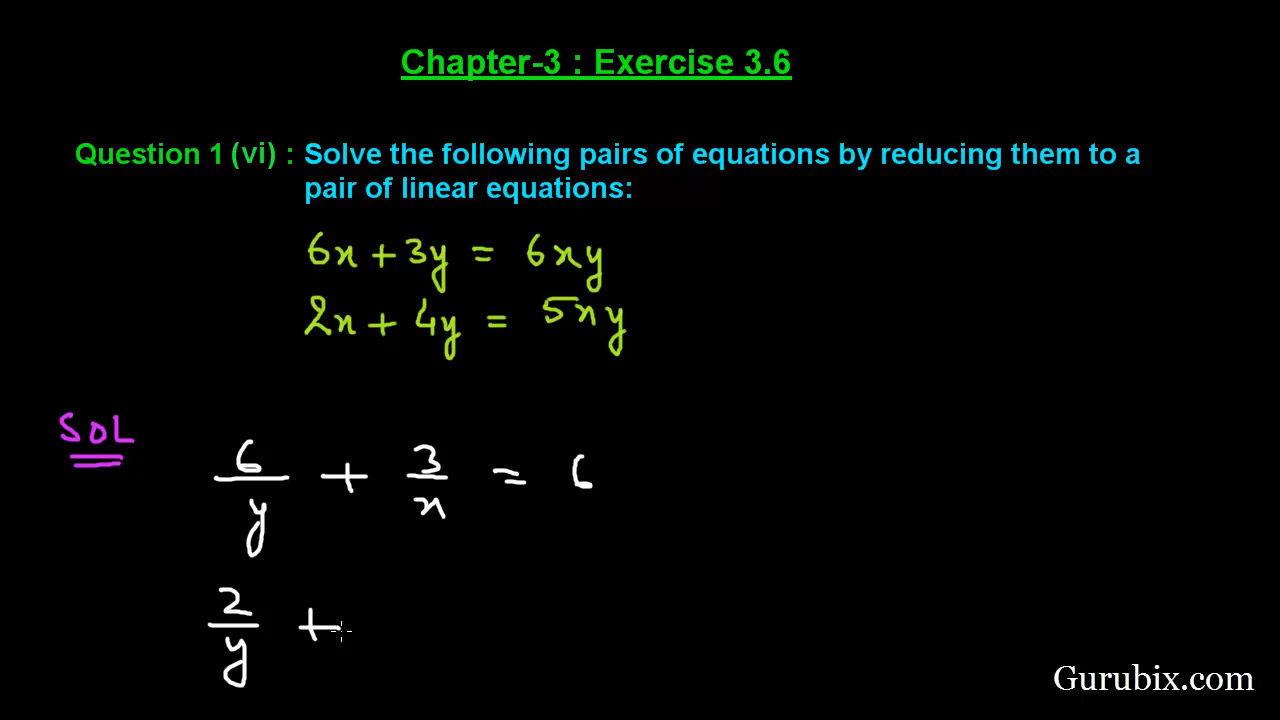 Chapter-3 : Exercise 3.6
Question 1 (vi) : Solve the following pairs of equations by reducing them to a
pair of linear equations:
6x + 3y = 6xy
2x + 4y = 5xy
SOL
6/y + 3/x = 6
2/y +
Gurubix.com